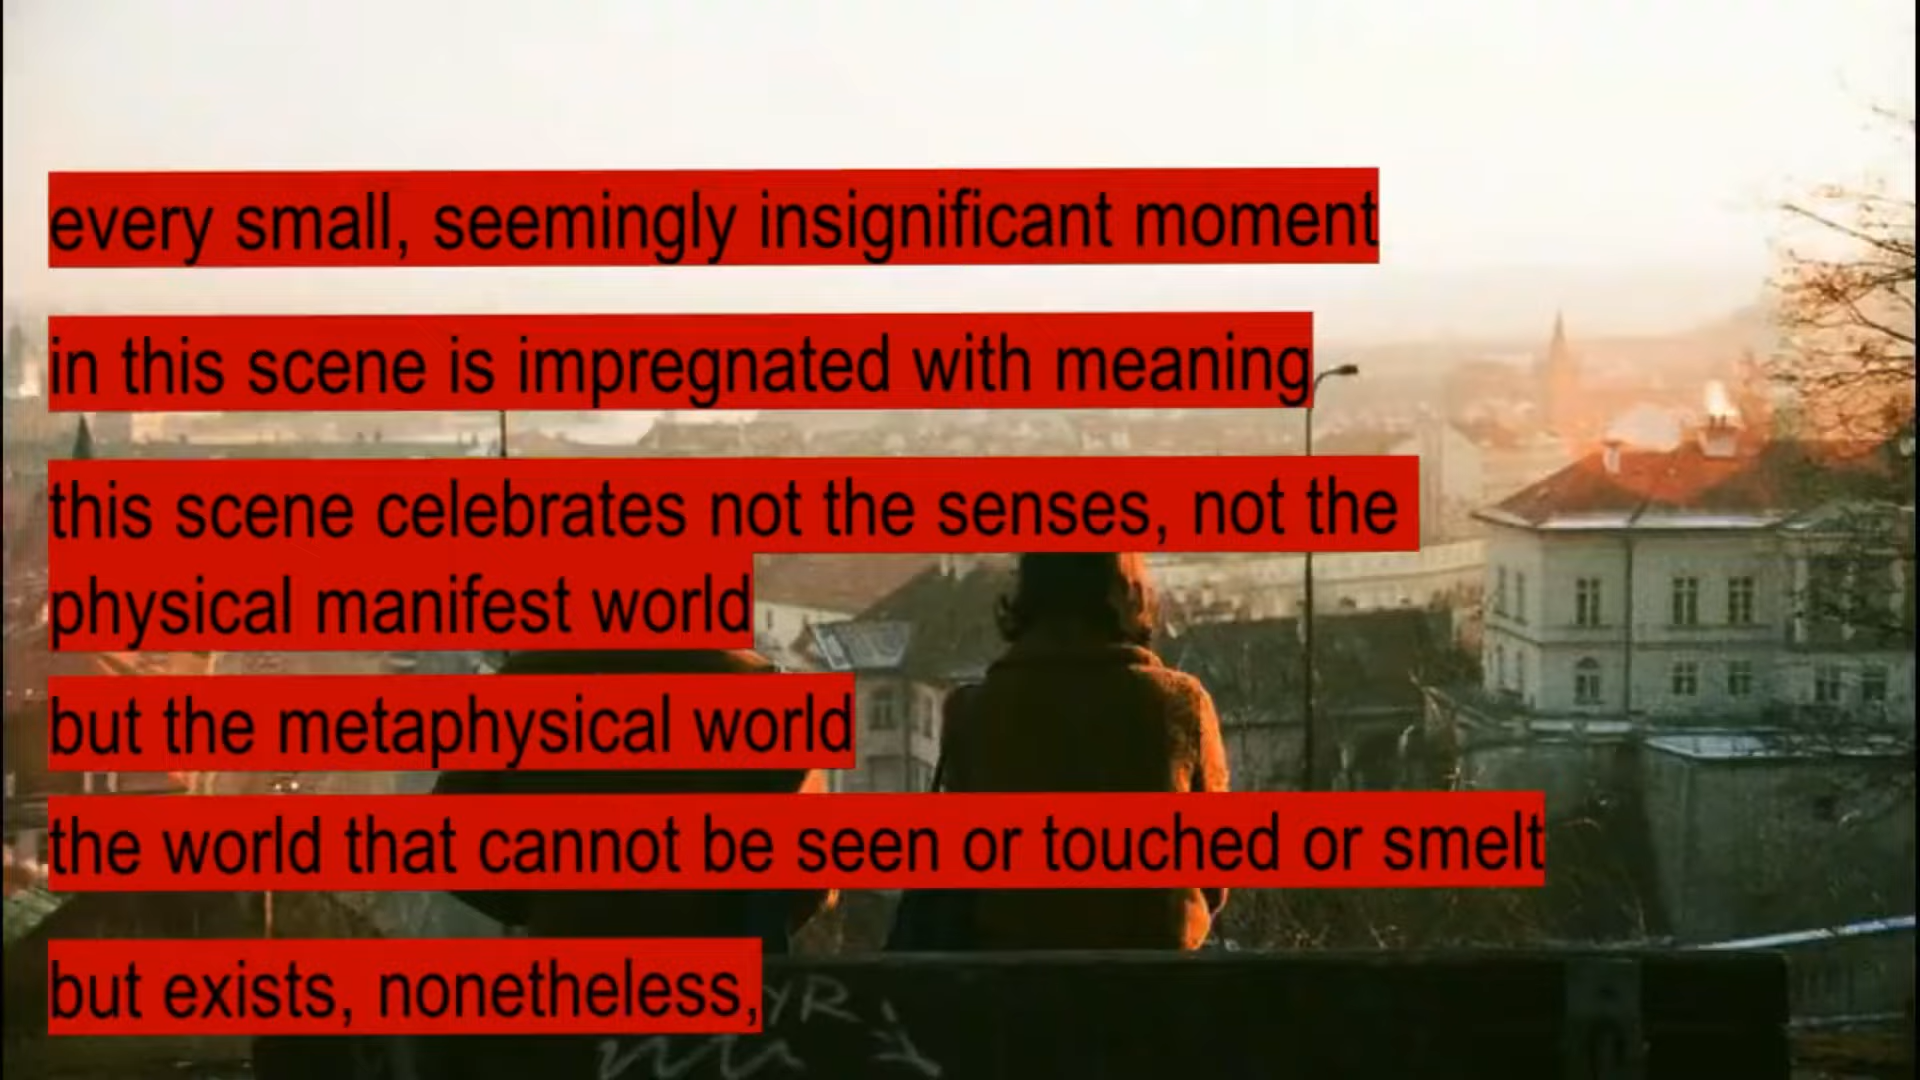 every small, seemingly insignificant moment
in this scene is impregnated with meaning
this scene celebrates not the senses, not the
physical manifest world
but the metaphysical world
the world that cannot be seen or touched or smelt
but exists, nonetheless,
YR